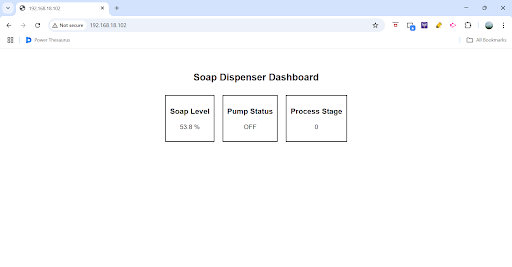 192.168.18.102
Not secure
192.168.18.102
Power Thesaurus
All Bookmarks
Soap Dispenser Dashboard
Soap Level
53.8 %
Pump Status
OFF
Process Stage
0